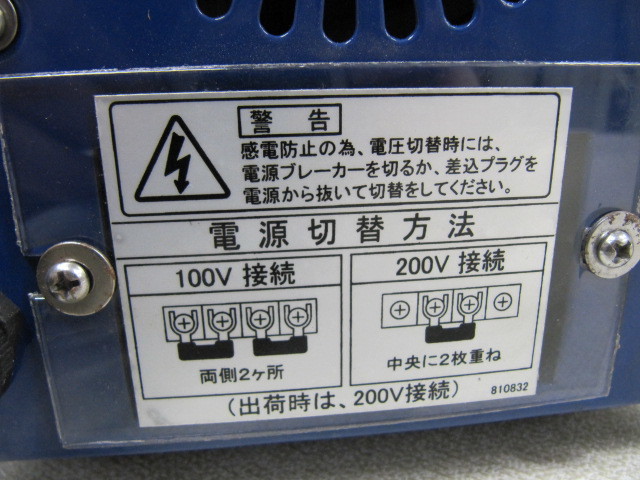 警告
感電防止の為、電圧切替時には、
電源ブレーカーを切るか、差込プラグを
電源から抜いて切替をしてください。
電源切替方法
100V 接続
両側2ヶ所
200V 接続
中央に2枚重ね
(出荷時は、200V接続)
810832